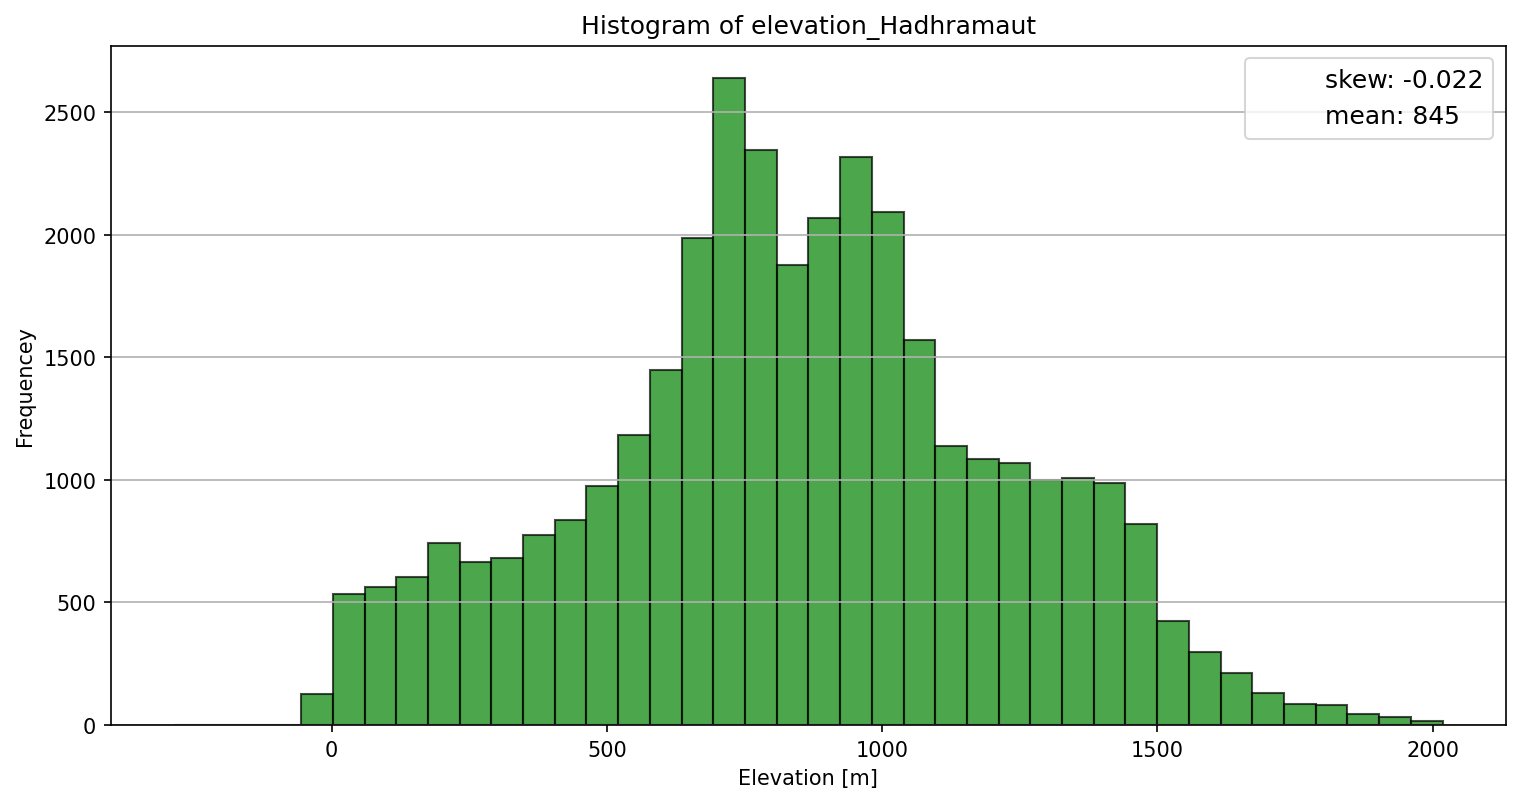 Histogram of elevation_Hadhramaut
skew: -0.022
mean: 845
2500
2000
1500
1000
500
0
Frequencey
0 500 1000 1500 2000
Elevation [m]